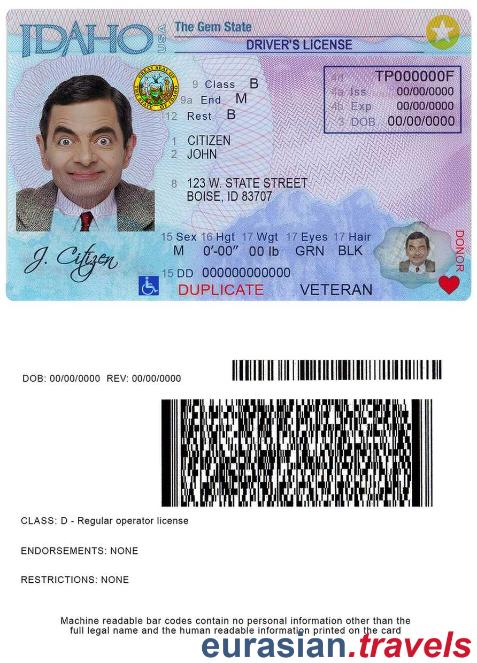 IDAHO USA The Gem State
DRIVER'S LICENSE
GREAT SEAL OF
9 Class B
9a End M
12 Rest B
4d TP000000F
4a Iss 00/00/0000
4b Exp 00/00/0000
3 DOB 00/00/0000
1 CITIZEN
2 JOHN
8 123 W. STATE STREET
BOISE, ID 83707
15 Sex 16 Hgt 17 Wgt 17 Eyes 17 Hair
M 0'-00" 00 lb GRN BLK
DONOR
J. Citizen
15 DD 000000000000
DUPLICATE VETERAN
DOB: 00/00/0000 REV: 00/00/0000
CLASS: D - Regular operator license
ENDORSEMENTS: NONE
RESTRICTIONS: NONE
Machine readable bar codes contain no personal information other than the
full legal name and the human readable information printed on the card
eurasian.travels